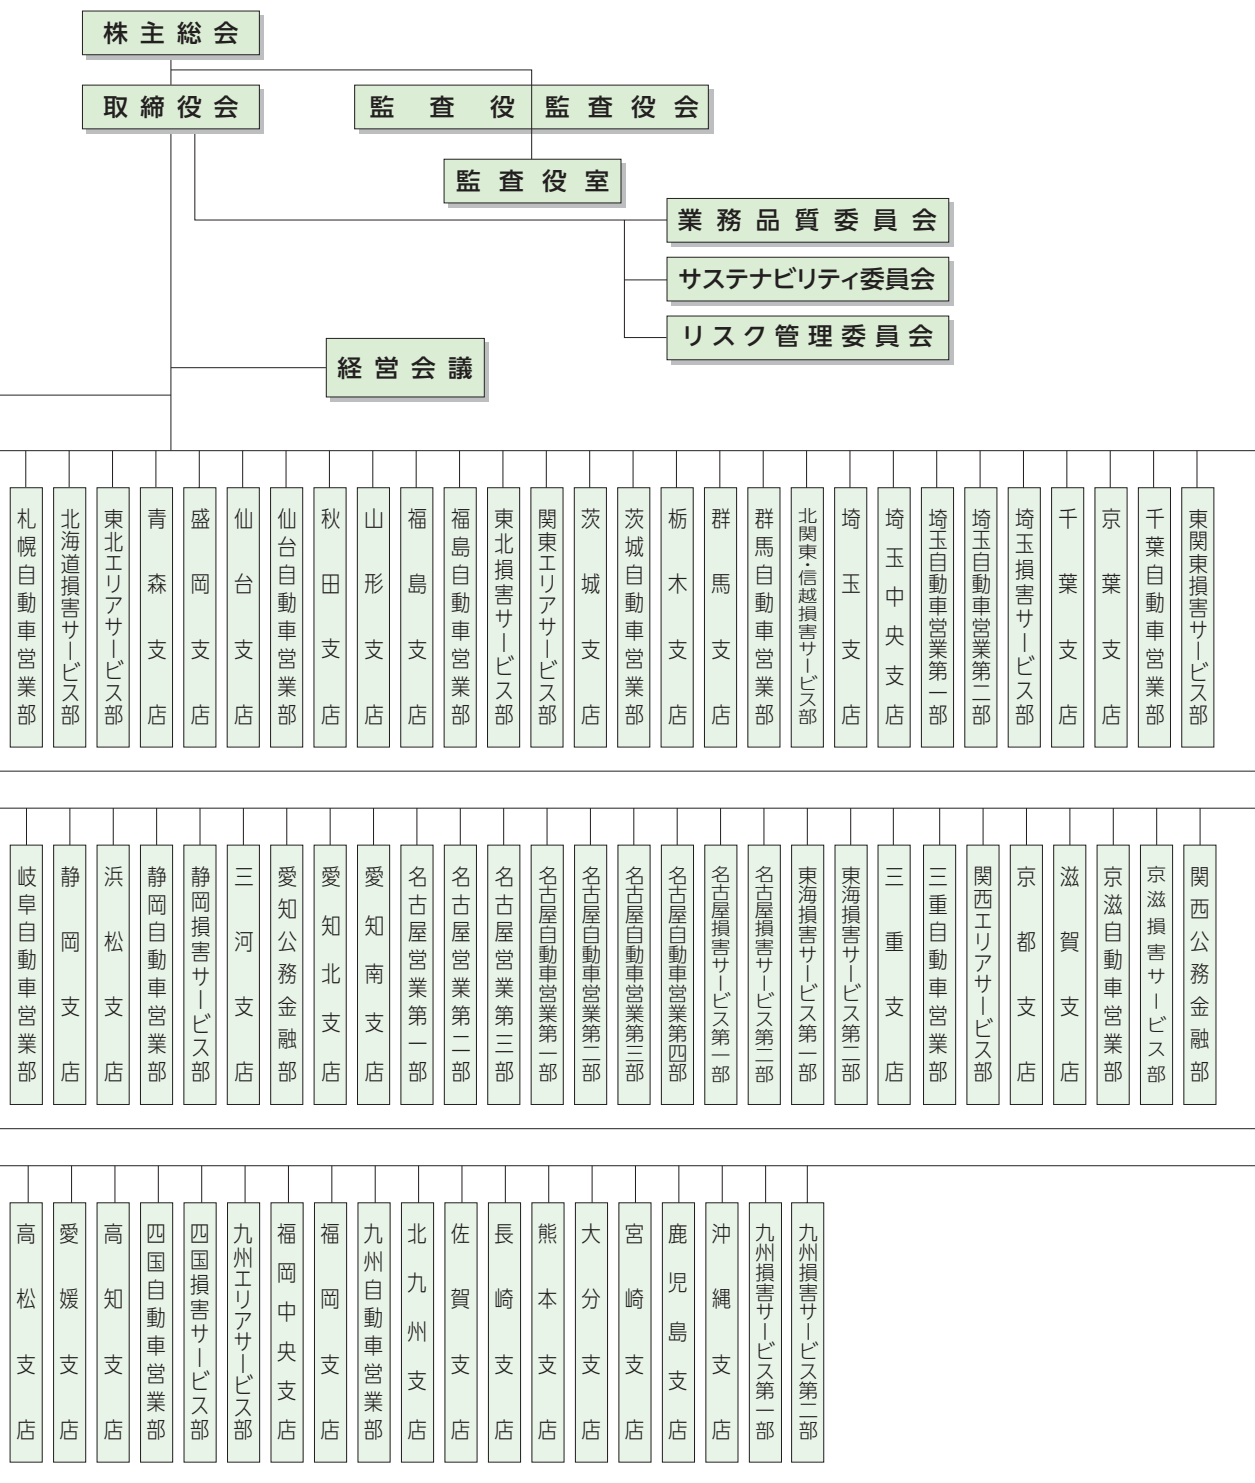 株主総会
取締役会
監査役
監査役会
監査役室
業務品質委員会
サステナビリティ委員会
リスク管理委員会
経営会議
札幌自動車営業部
北海道損害サービス部
東北エリアサービス部
青森支店
盛岡支店
仙台支店
仙台自動車営業部
秋田支店
山形支店
福島支店
福島自動車営業部
東北損害サービス部
関東エリアサービス部
茨城支店
茨城自動車営業部
栃木支店
群馬支店
群馬自動車営業部
北関東・信越損害サービス部
埼玉支店
埼玉中央支店
埼玉自動車営業第一部
埼玉自動車営業第二部
埼玉損害サービス部
千葉支店
京葉支店
千葉自動車営業部
東関東損害サービス部
岐阜自動車営業部
静岡支店
浜松支店
静岡自動車営業部
静岡損害サービス部
三河支店
愛知公務金融部
愛知北支店
愛知南支店
名古屋営業第一部
名古屋営業第二部
名古屋営業第三部
名古屋自動車営業第一部
名古屋自動車営業第二部
名古屋自動車営業第三部
名古屋自動車営業第四部
名古屋損害サービス第一部
名古屋損害サービス第二部
東海損害サービス第一部
東海損害サービス第二部
三重支店
三重自動車営業部
関西エリアサービス部
京都支店
滋賀支店
京滋自動車営業部
京滋損害サービス部
関西公務金融部
高松支店
愛媛支店
高知支店
四国自動車営業部
四国損害サービス部
九州エリアサービス部
福岡中央支店
福岡支店
九州自動車営業部
北九州支店
佐賀支店
長崎支店
熊本支店
大分支店
宮崎支店
鹿児島支店
沖縄支店
九州損害サービス第一部
九州損害サービス第二部